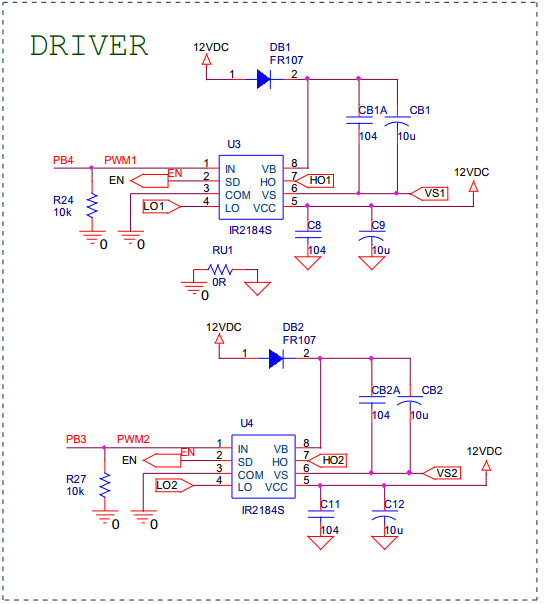 DRIVER
12VDC
DB1
FR107
1
2
CB1A
104
CB1
10u
U3
PB4
PWM1
1
IN
VB
8
EN
EN
2
SD
HO
7
HO1
3
COM
VS
6
VS1
12VDC
LO1
4
LO
VCC
5
IR2184S
R24
10k
0
0
C8
104
C9
10u
RU1
0R
0
12VDC
DB2
FR107
1
2
CB2A
104
CB2
10u
U4
PB3
PWM2
1
IN
VB
8
EN
EN
2
SD
HO
7
HO2
3
COM
VS
6
VS2
12VDC
LO2
4
LO
VCC
5
IR2184S
R27
10k
0
0
C11
104
C12
10u